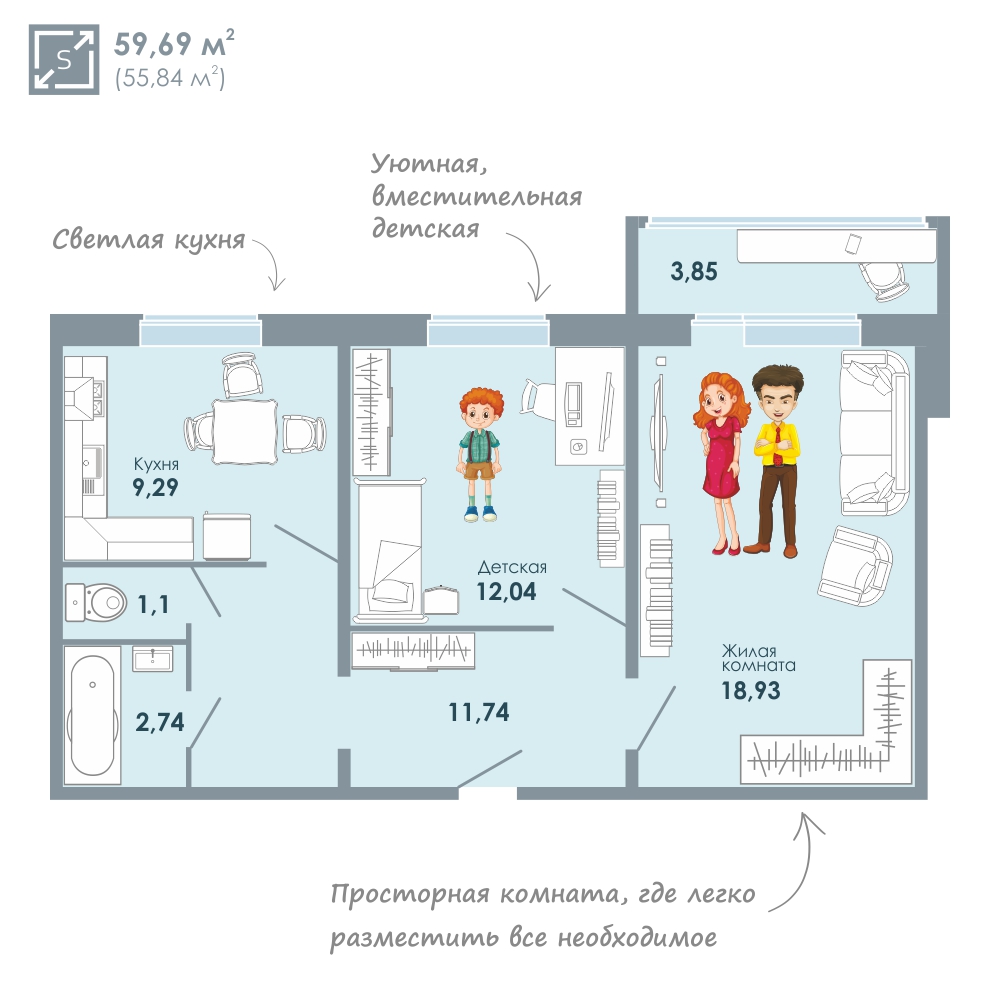 S
59,69 м²
(55,84 м²)
Уютная,
вместительная
детская
Светлая кухня
3,85
Кухня
9,29
Детская
12,04
1,1
Жилая
комната
18,93
2,74
11,74
Просторная комната, где легко
разместить все необходимое